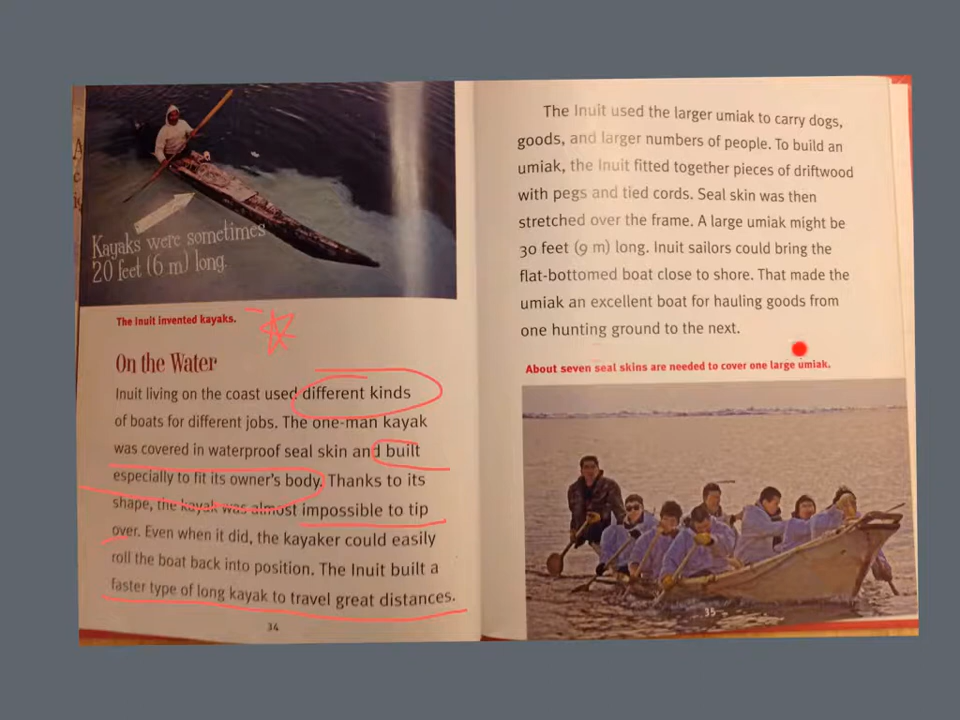 Kayaks were sometimes
20 feet (6 m) long.
The Inuit invented kayaks.
On the Water
Inuit living on the coast used different kinds
of boats for different jobs. The one-man kayak
was covered in waterproof seal skin and built
especially to fit its owner's body. Thanks to its
shape, the kayak was almost impossible to tip
over. Even when it did, the kayaker could easily
roll the boat back into position. The Inuit built a
faster type of long kayak to travel great distances.
34
The Inuit used the larger umiak to carry dogs,
goods, and larger numbers of people. To build an
umiak, the Inuit fitted together pieces of driftwood
with pegs and tied cords. Seal skin was then
stretched over the frame. A large umiak might be
30 feet (9 m) long. Inuit sailors could bring the
flat-bottomed boat close to shore. That made the
umiak an excellent boat for hauling goods from
one hunting ground to the next.
About seven seal skins are needed to cover one large umiak.
35